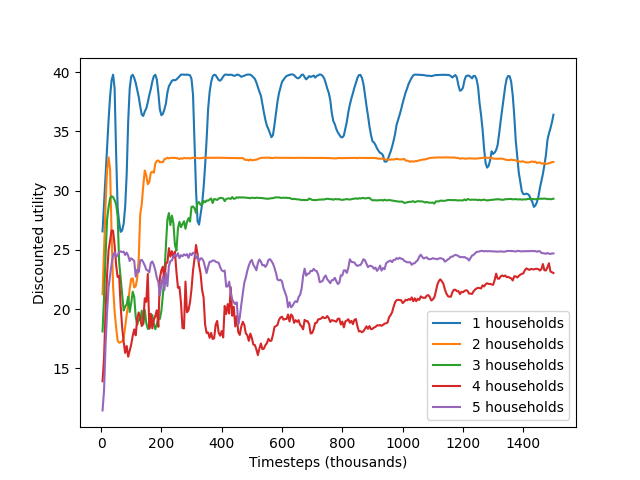 40
35
30
25
20
15
Discounted utility
0 200 400 600 800 1000 1200 1400
Timesteps (thousands)
1 households
2 households
3 households
4 households
5 households